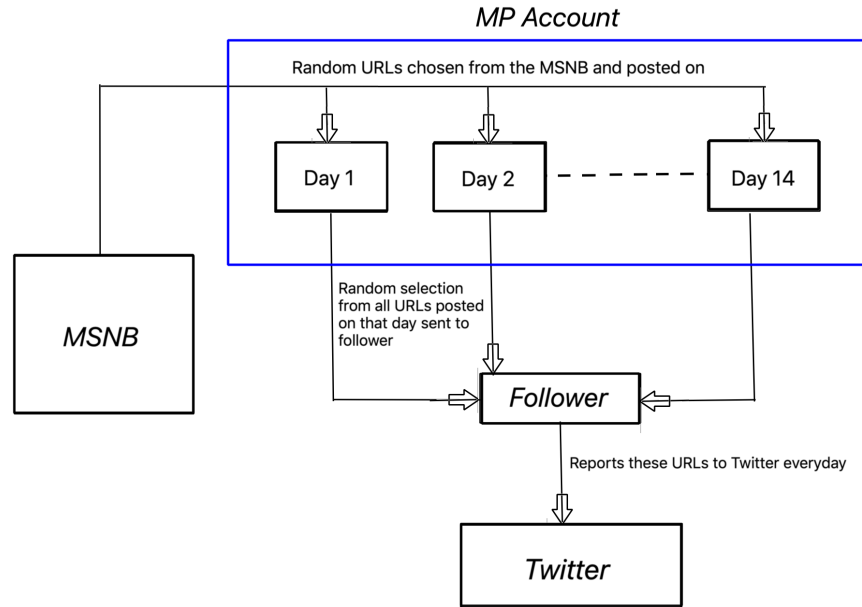 MP Account
Random URLs chosen from the MSNB and posted on
Day 1
Day 2
Day 14
MSNB
Random selection
from all URLs posted
on that day sent to
follower
Follower
Reports these URLs to Twitter everyday
Twitter